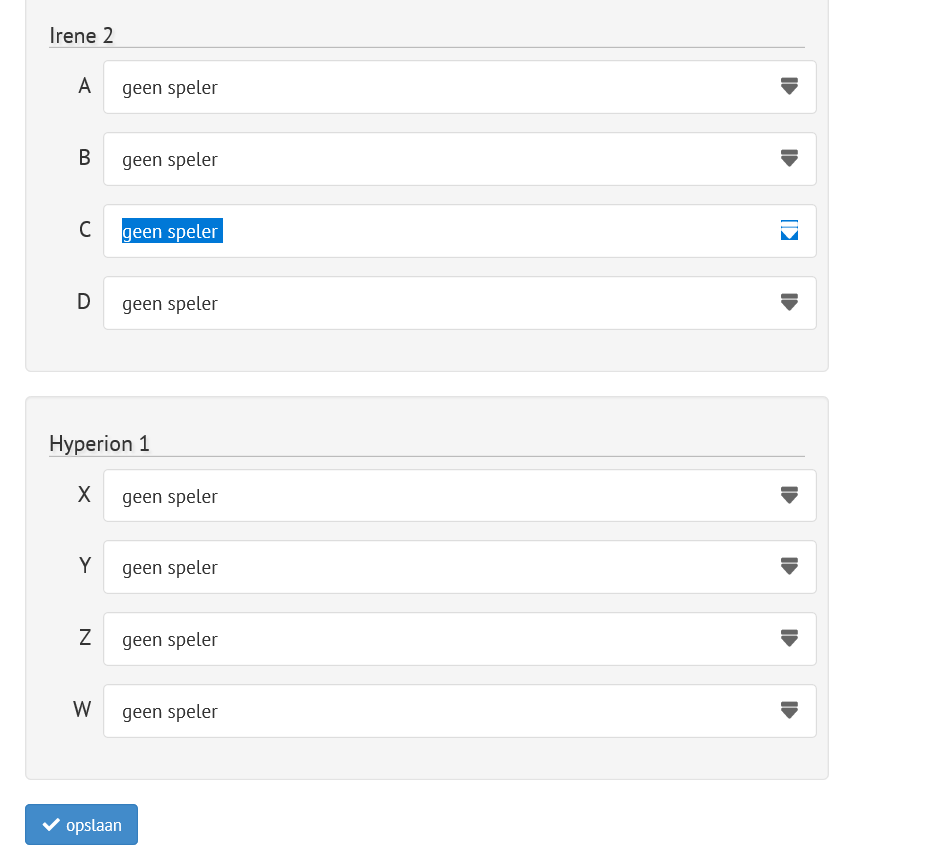 Irene 2
A geen speler
B geen speler
C geen speler
D geen speler
Hyperion 1
X geen speler
Y geen speler
Z geen speler
W geen speler
opslaan